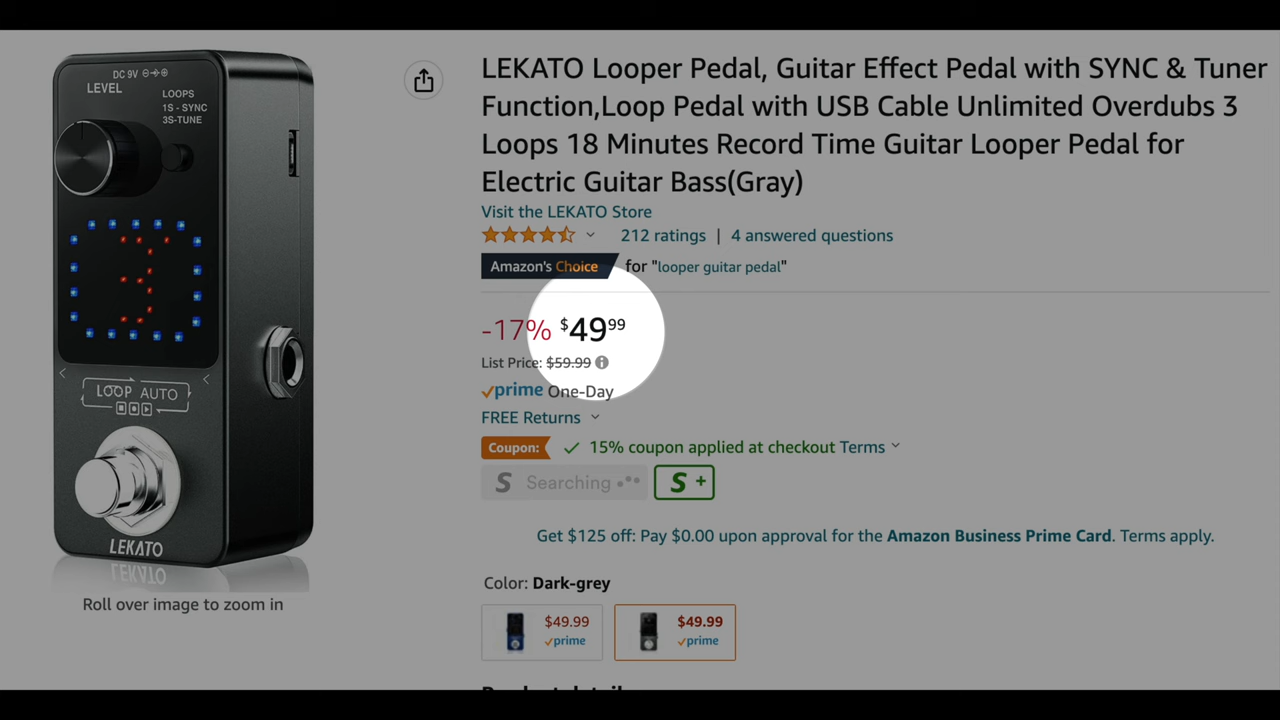 DC 9V
LEVEL
LOOPS
1S - SYNC
3S-TUNE
3
LOOP AUTO
LEKATO
LEKATO
Roll over image to zoom in
LEKATO Looper Pedal, Guitar Effect Pedal with SYNC & Tuner
Function,Loop Pedal with USB Cable Unlimited Overdubs 3
Loops 18 Minutes Record Time Guitar Looper Pedal for
Electric Guitar Bass(Gray)
Visit the LEKATO Store
212 ratings | 4 answered questions
Amazon's Choice for "looper guitar pedal"
-17% $49⁹⁹
List Price: $59.99
prime One-Day
FREE Returns
Coupon: 15% coupon applied at checkout Terms
S Searching S +
Get $125 off: Pay $0.00 upon approval for the Amazon Business Prime Card. Terms apply.
Color: Dark-grey
$49.99 $49.99
prime prime